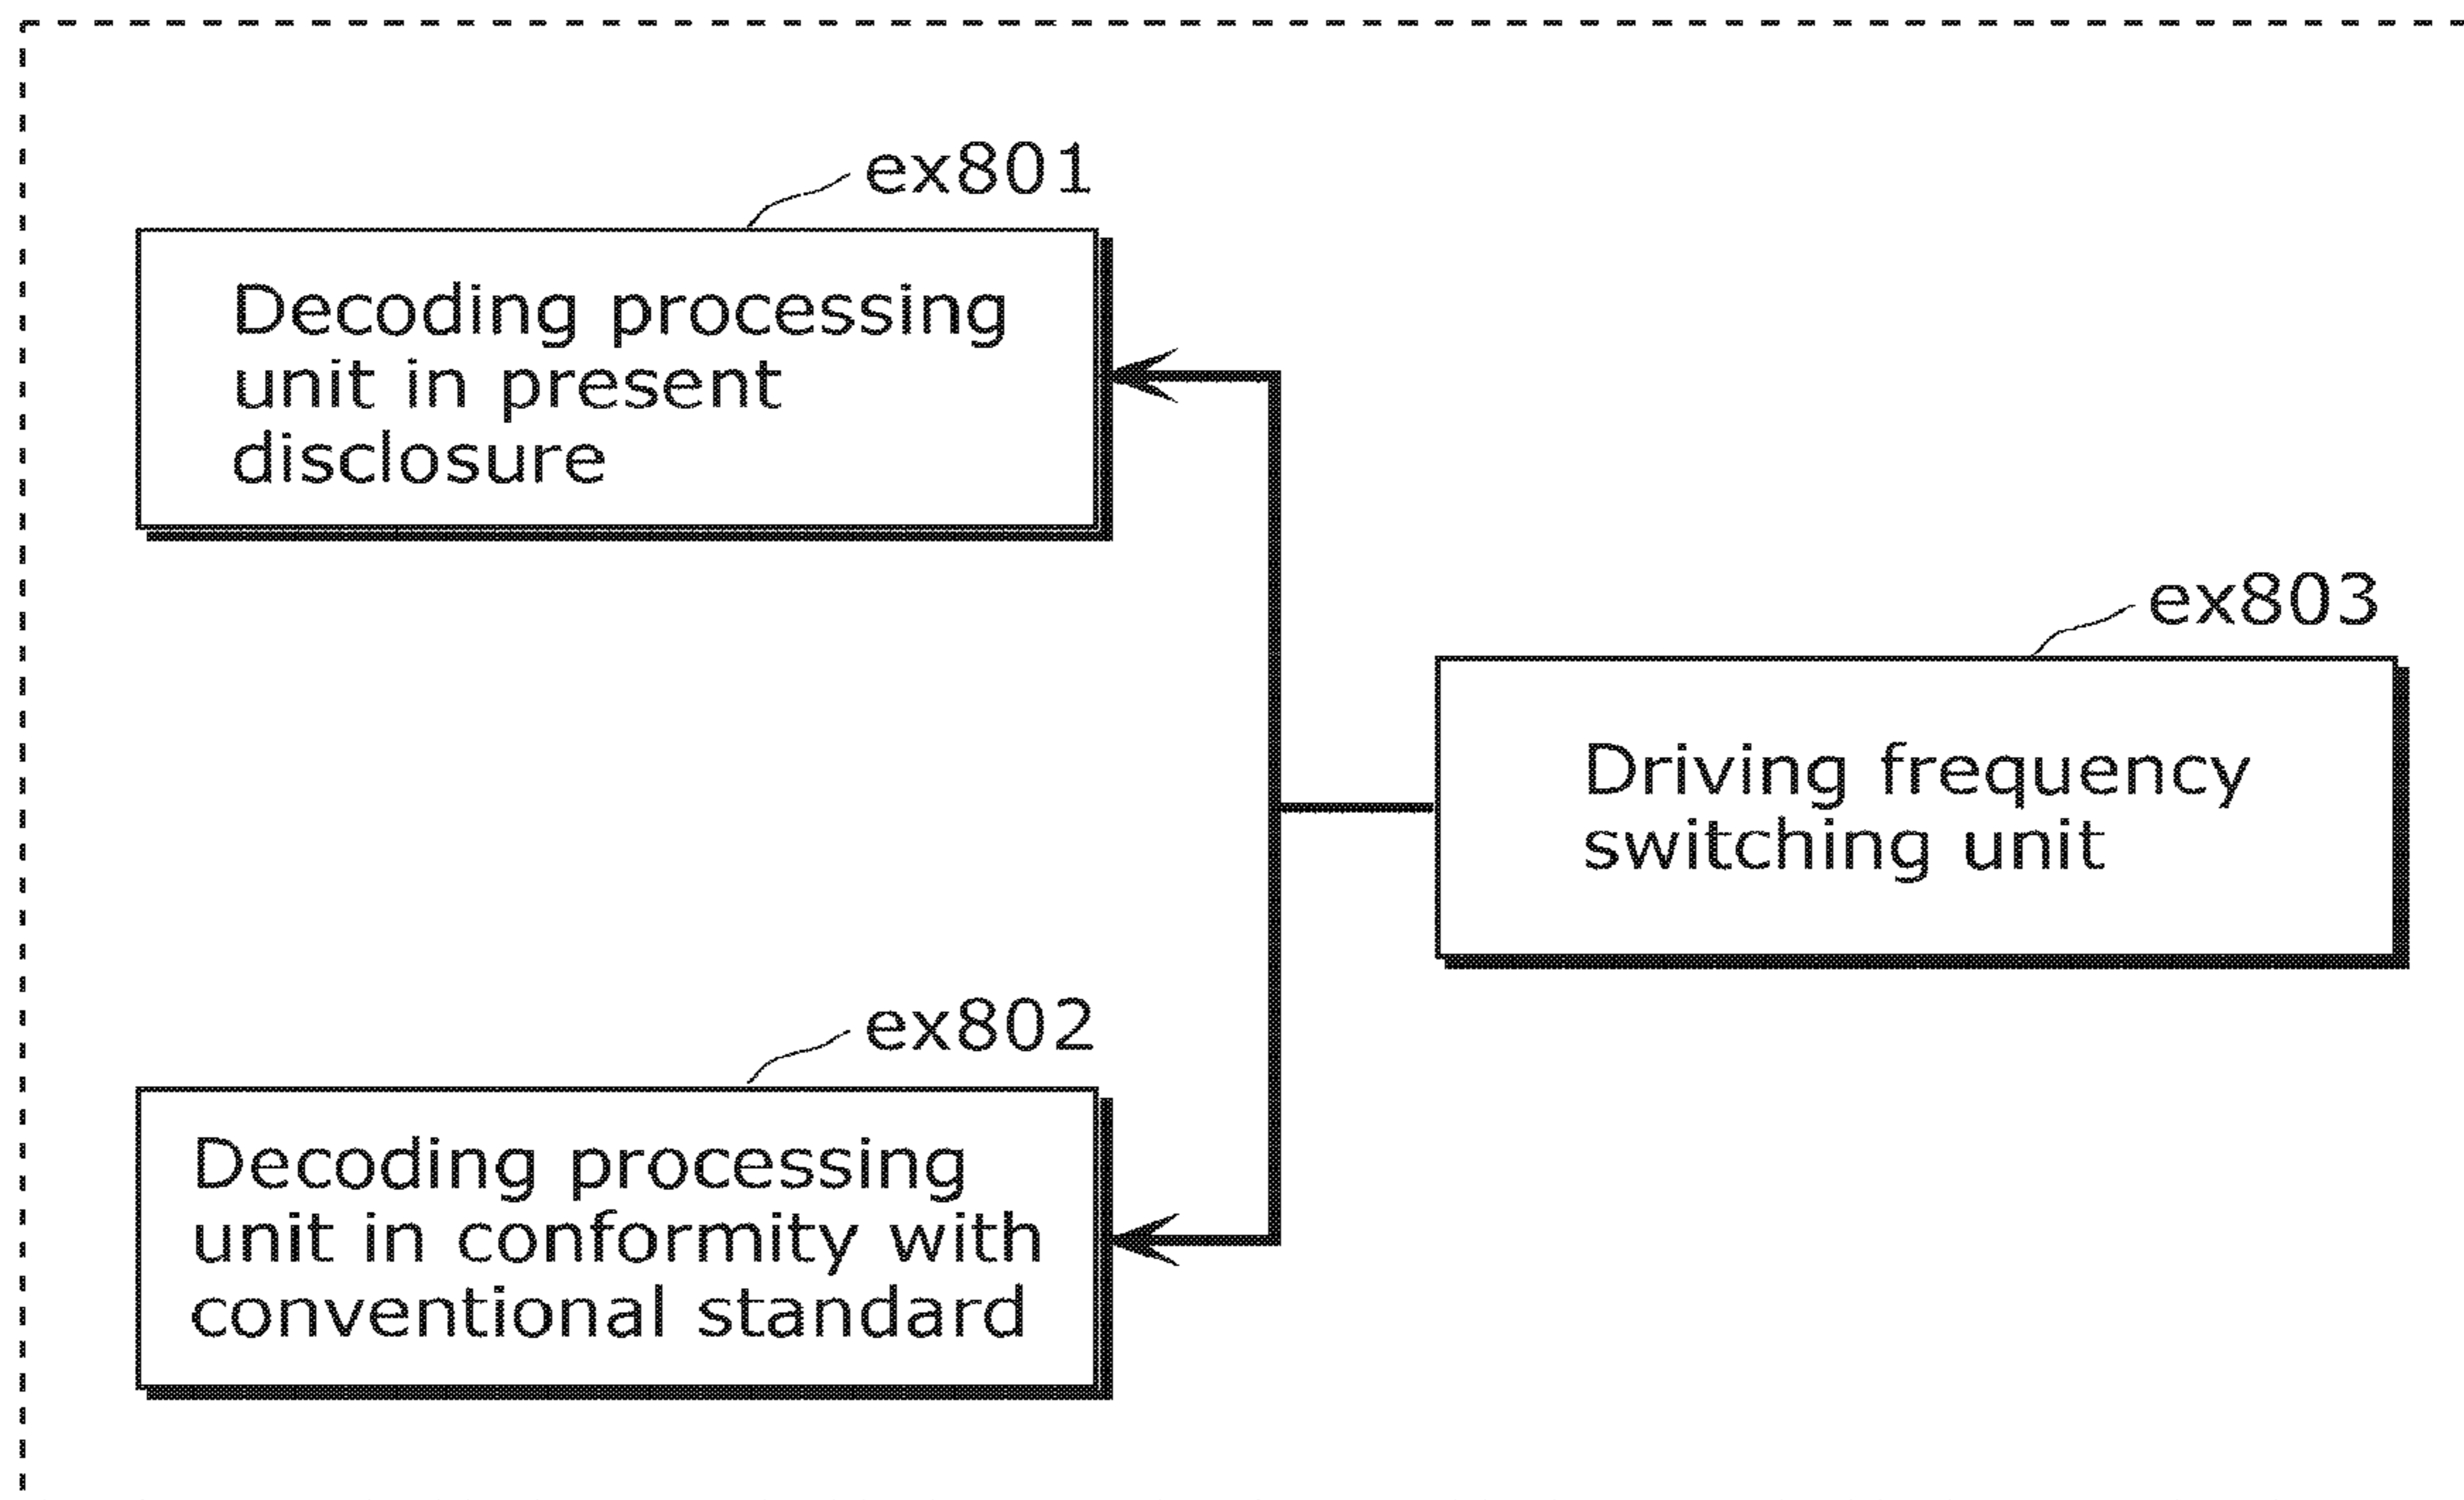 ex801
Decoding processing
unit in present
disclosure
ex803
Driving frequency
switching unit
ex802
Decoding processing
unit in conformity with
conventional standard